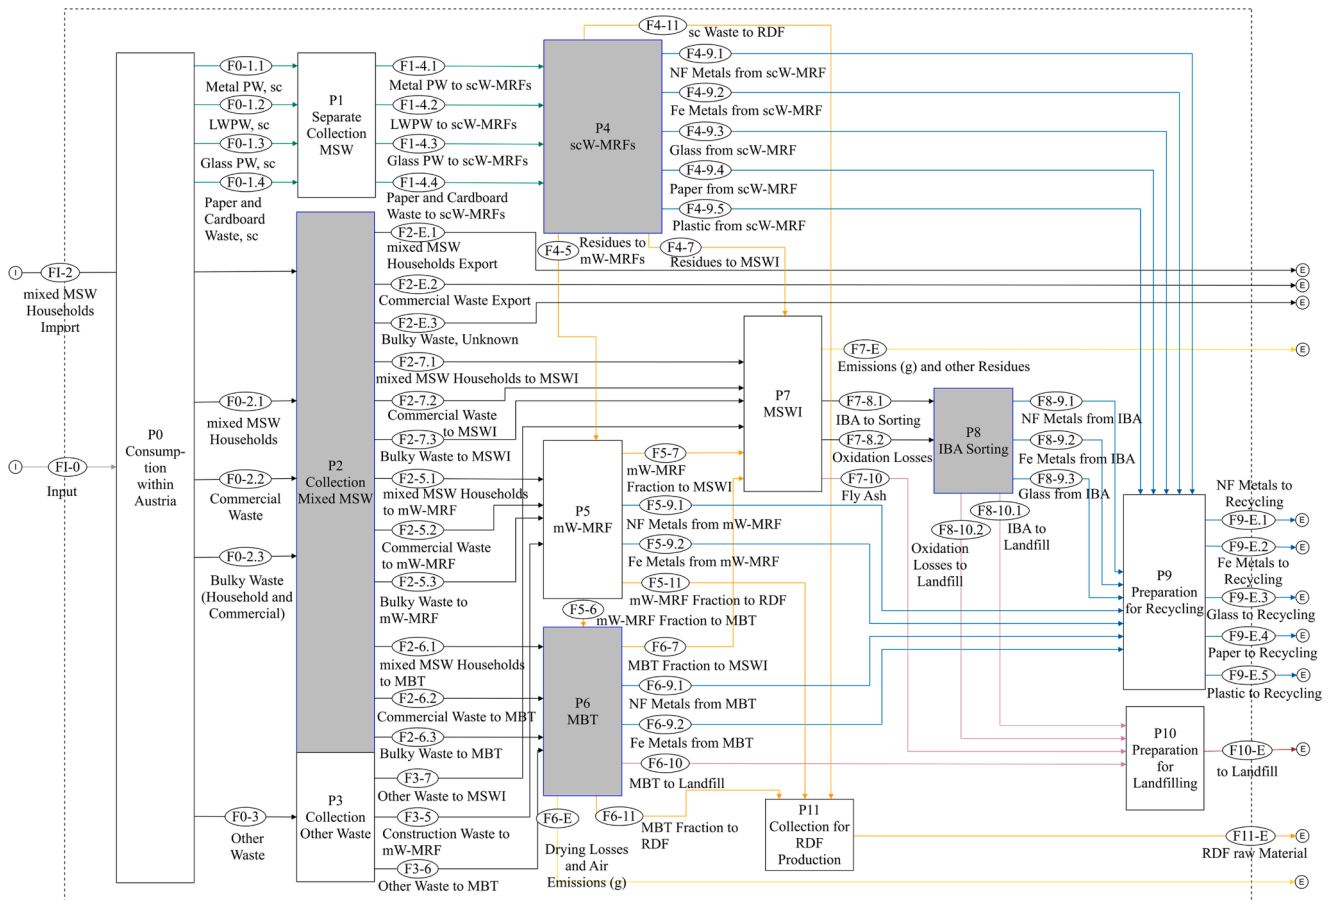 I
FI-2
mixed MSW
Households
Import
I
FI-0
Input
P0
Consump-
tion
within
Austria
F0-1.1
Metal PW, sc
F0-1.2
LWPW, sc
F0-1.3
Glass PW, sc
F0-1.4
Paper and
Cardboard
Waste, sc
F0-2.1
mixed MSW
Households
F0-2.2
Commercial
Waste
F0-2.3
Bulky Waste
(Household and
Commercial)
F0-3
Other
Waste
P1
Separate
Collection
MSW
P2
Collection
Mixed MSW
P3
Collection
Other Waste
F1-4.1
Metal PW to scW-MRFs
F1-4.2
LWPW to scW-MRFs
F1-4.3
Glass PW to scW-MRFs
F1-4.4
Paper and Cardboard
Waste to scW-MRFs
F2-E.1
mixed MSW
Households Export
F2-E.2
Commercial Waste Export
F2-E.3
Bulky Waste, Unknown
F2-7.1
mixed MSW Households to MSWI
F2-7.2
Commercial Waste
to MSWI
F2-7.3
Bulky Waste to MSWI
F2-5.1
mixed MSW Households
to mW-MRF
F2-5.2
Commercial Waste
to mW-MRF
F2-5.3
Bulky Waste to
mW-MRF
F2-6.1
mixed MSW Households
to MBT
F2-6.2
Commercial Waste to MBT
F2-6.3
Bulky Waste to MBT
F3-7
Other Waste to MSWI
F3-5
Construction Waste to
mW-MRF
F3-6
Other Waste to MBT
P4
scW-MRFs
F4-11
sc Waste to RDF
F4-9.1
NF Metals from scW-MRF
F4-9.2
Fe Metals from scW-MRF
F4-9.3
Glass from scW-MRF
F4-9.4
Paper from scW-MRF
F4-9.5
Plastic from scW-MRF
F4-5
Residues to
mW-MRFs
F4-7
Residues to MSWI
P5
mW-MRF
F5-7
mW-MRF
Fraction to MSWI
F5-9.1
NF Metals from mW-MRF
F5-9.2
Fe Metals from mW-MRF
F5-11
mW-MRF Fraction to RDF
F5-6
mW-MRF Fraction to MBT
P6
MBT
F6-7
MBT Fraction to MSWI
F6-9.1
NF Metals from MBT
F6-9.2
Fe Metals from MBT
F6-10
MBT to Landfill
F6-E
Drying Losses
and Air
Emissions (g)
F6-11
MBT Fraction to
RDF
P7
MSWI
F7-E
Emissions (g) and other Residues
F7-8.1
IBA to Sorting
F7-8.2
Oxidation Losses
F7-10
Fly Ash
P8
IBA Sorting
F8-9.1
NF Metals from IBA
F8-9.2
Fe Metals from IBA
F8-9.3
Glass from IBA
F8-10.1
IBA to
Landfill
F8-10.2
Oxidation
Losses to
Landfill
P9
Preparation
for Recycling
P10
Preparation
for
Landfilling
P11
Collection for
RDF
Production
E
E
E
E
NF Metals to
Recycling
F9-E.1
E
F9-E.2
E
Fe Metals to
Recycling
F9-E.3
E
Glass to Recycling
F9-E.4
E
Paper to Recycling
F9-E.5
E
Plastic to Recycling
F10-E
E
to Landfill
F11-E
E
RDF raw Material
E